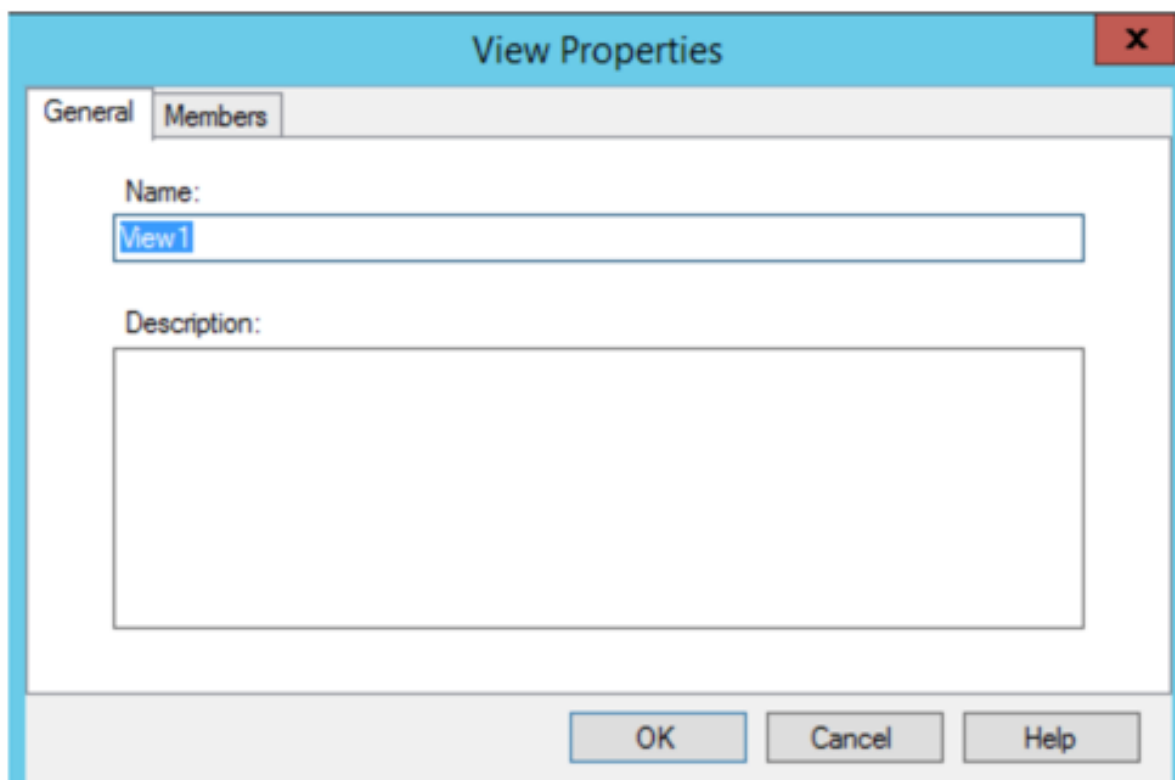 View Properties
x
General Members
Name:
View1
Description:
OK Cancel Help